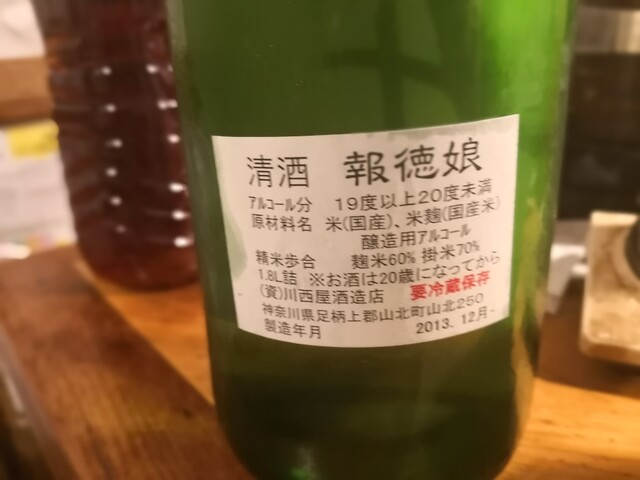 清酒 報徳娘
アルコール分 19度以上20度未満
原材料名 米(国産)、米麹(国産米)
醸造用アルコール
精米歩合 麹米60% 掛米70%
1.8L詰 ※お酒は20歳になってから
(資)川西屋酒造店 要冷蔵保存
神奈川県足柄上郡山北町山北250
製造年月 2013. 12月